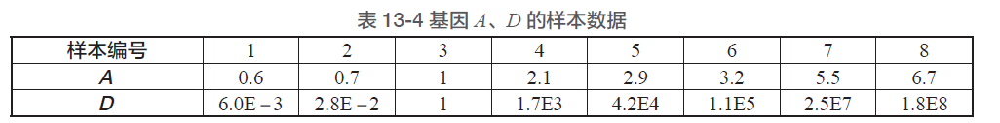 表 13-4 基因 A、D 的样本数据
样本编号 1 2 3 4 5 6 7 8
A 0.6 0.7 1 2.1 2.9 3.2 5.5 6.7
D 6.0E－3 2.8E－2 1 1.7E3 4.2E4 1.1E5 2.5E7 1.8E8